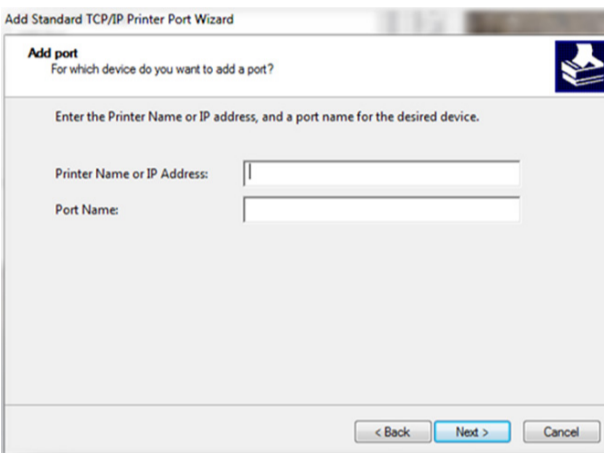 Add Standard TCP/IP Printer Port Wizard
Add port
For which device do you want to add a port?
Enter the Printer Name or IP address, and a port name for the desired device.
Printer Name or IP Address:
Port Name:
< Back Next > Cancel